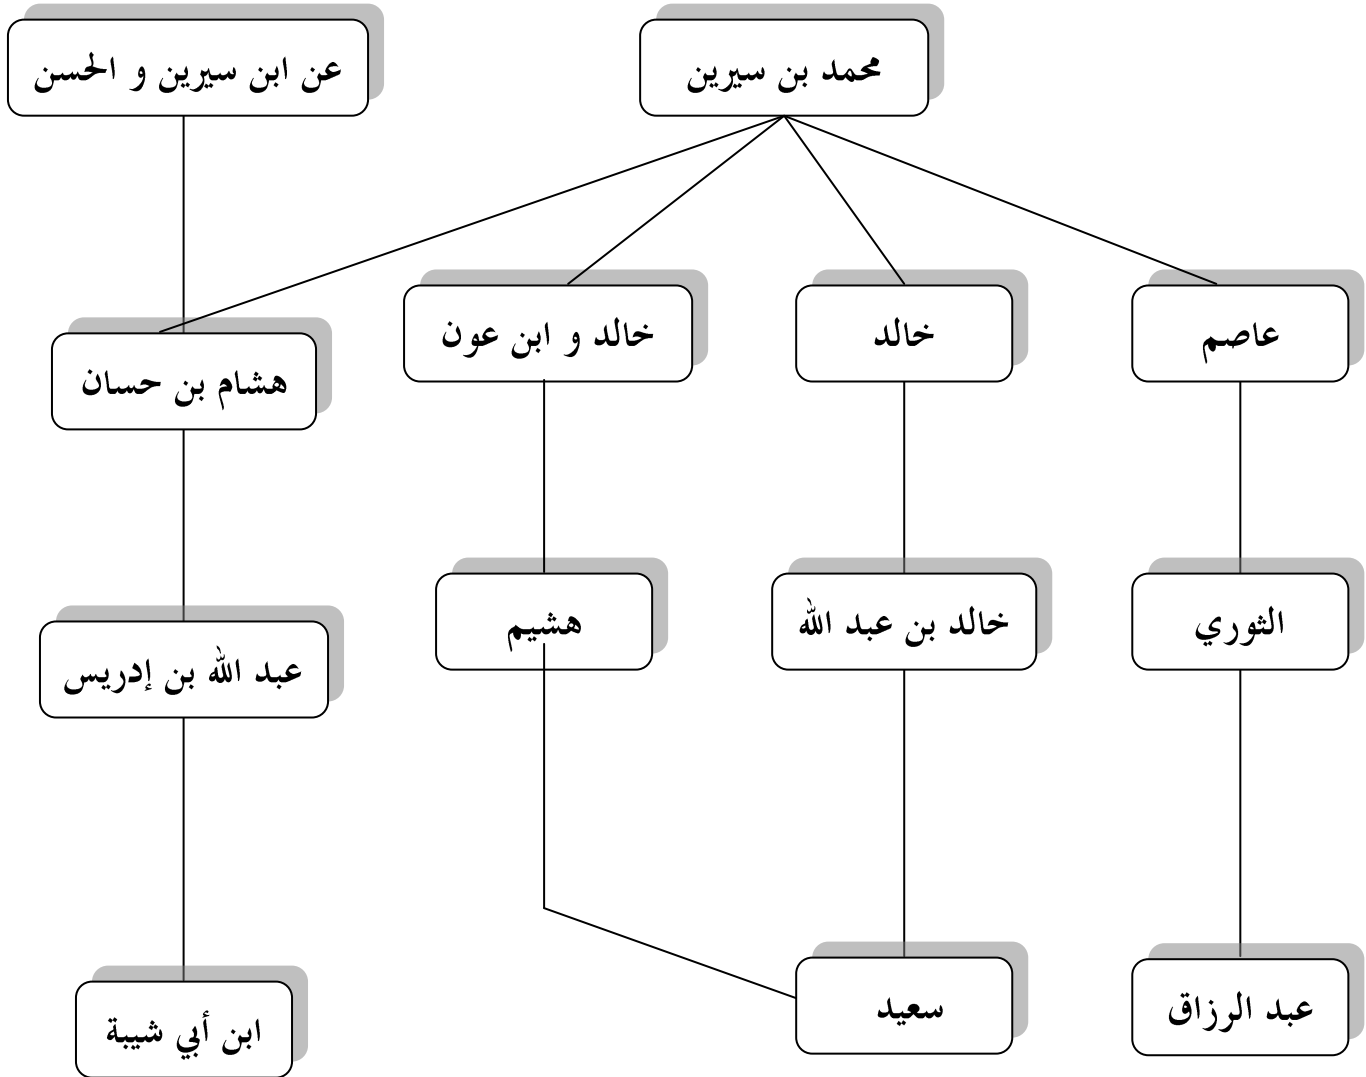 محمد بن سيرين
عن ابن سيرين و الحسن
عاصم
خالد
خالد و ابن عون
هشام بن حسان
الثوري
خالد بن عبد الله
هشيم
عبد الله بن إدريس
عبد الرزاق
سعيد
ابن أبي شيبة